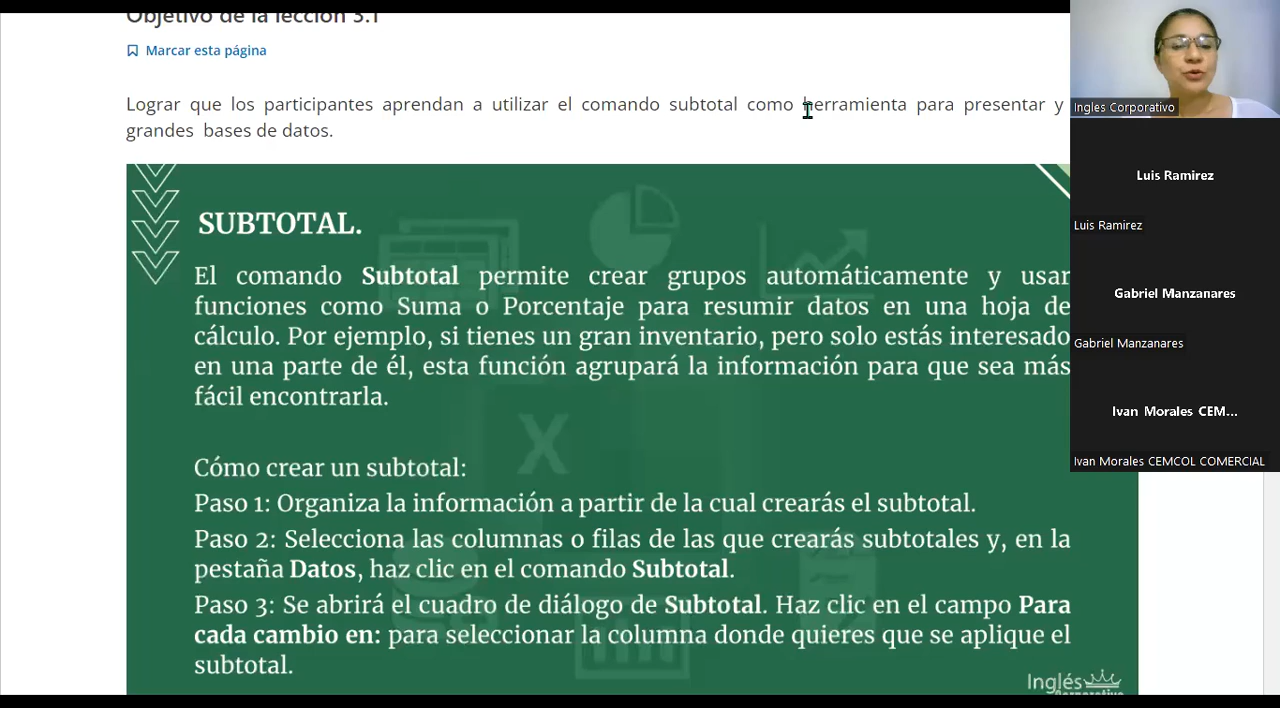 Objetivo de la lección 3.1
Marcar esta página
Lograr que los participantes aprendan a utilizar el comando subtotal como herramienta para presentar y
grandes bases de datos.
SUBTOTAL.
El comando Subtotal permite crear grupos automáticamente y usar
funciones como Suma o Porcentaje para resumir datos en una hoja de
cálculo. Por ejemplo, si tienes un gran inventario, pero solo estás interesado
en una parte de él, esta función agrupará la información para que sea más
fácil encontrarla.
Cómo crear un subtotal:
Paso 1: Organiza la información a partir de la cual crearás el subtotal.
Paso 2: Selecciona las columnas o filas de las que crearás subtotales y, en la
pestaña Datos, haz clic en el comando Subtotal.
Paso 3: Se abrirá el cuadro de diálogo de Subtotal. Haz clic en el campo Para
cada cambio en: para seleccionar la columna donde quieres que se aplique el
subtotal.
Inglés
Corporativo
Ingles Corporativo
Luis Ramirez
Luis Ramirez
Gabriel Manzanares
Gabriel Manzanares
Ivan Morales CEM...
Ivan Morales CEMCOL COMERCIAL